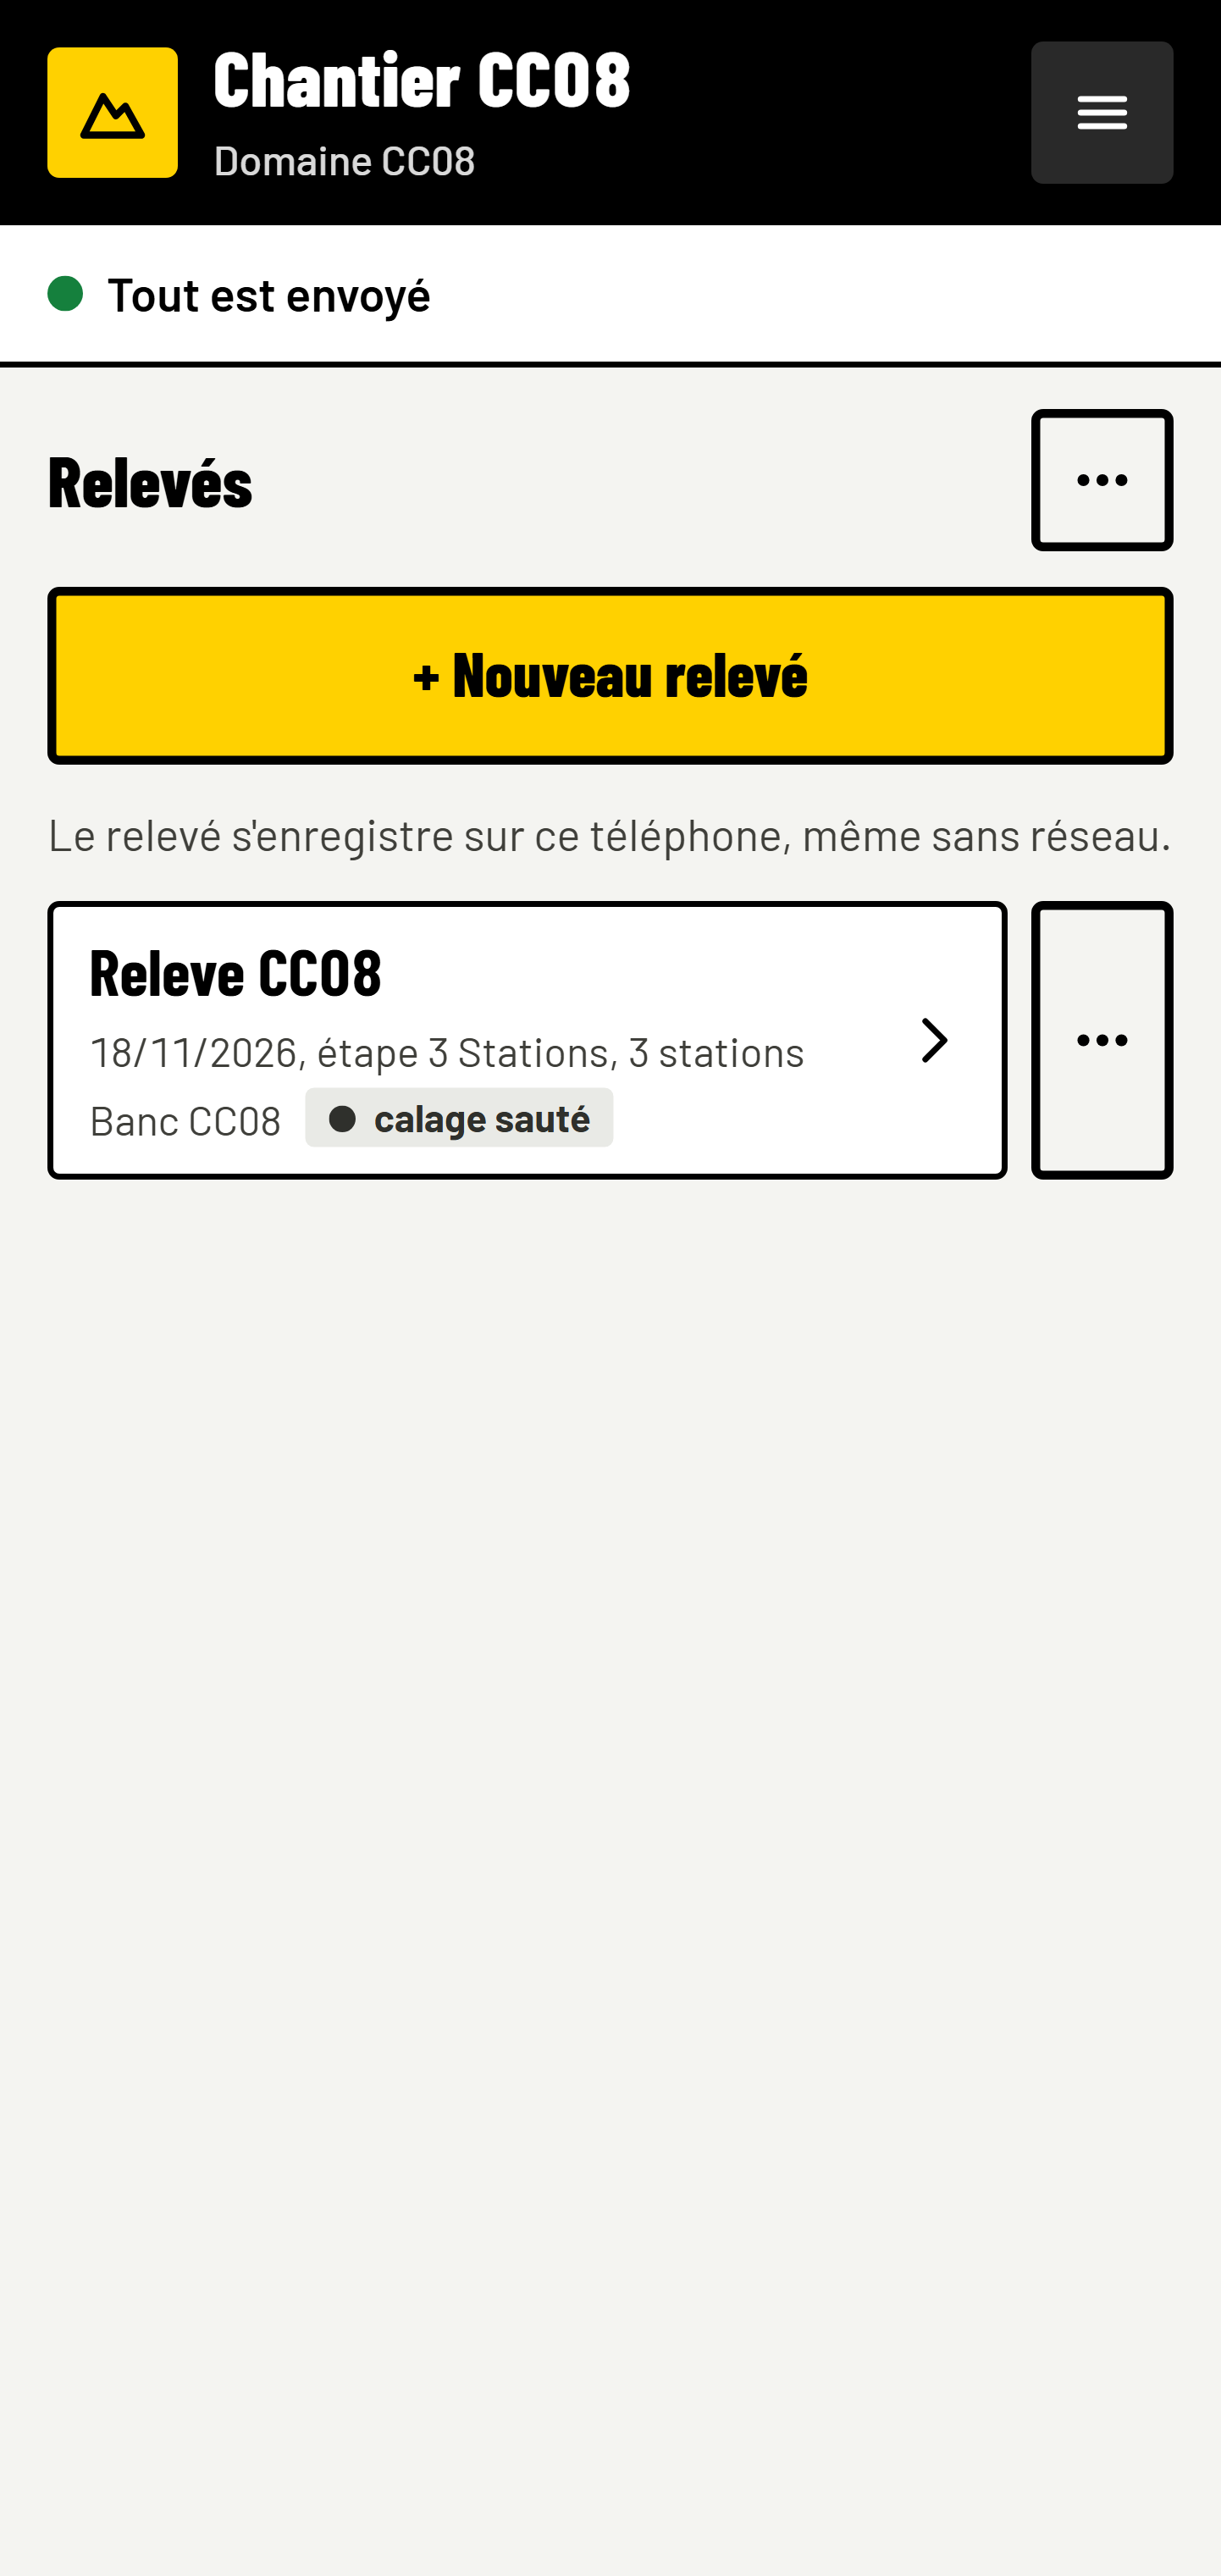 Chantier CC08
Domaine CC08
Tout est envoyé
Relevés
+ Nouveau relevé
Le relevé s'enregistre sur ce téléphone, même sans réseau.
Releve CC08
18/11/2026, étape 3 Stations, 3 stations
Banc CC08 calage sauté